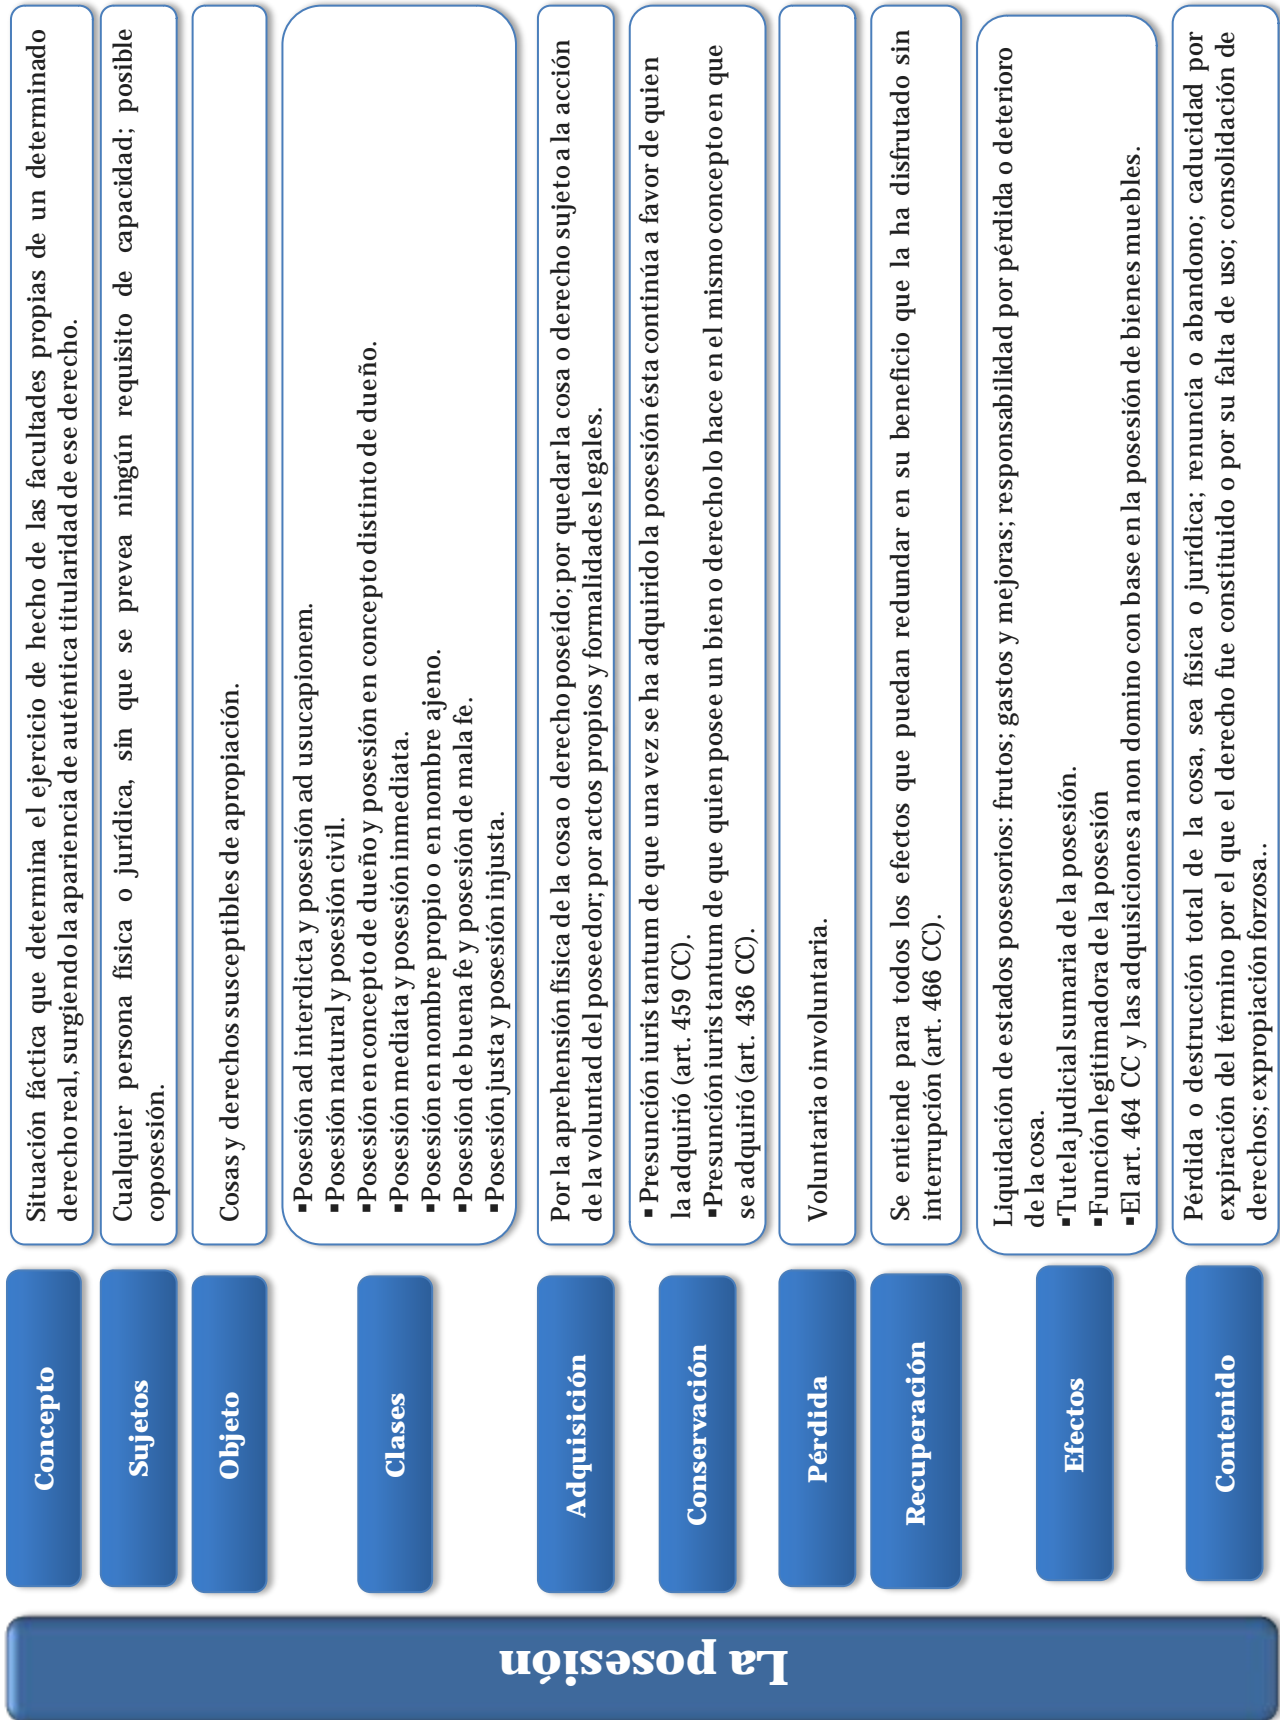 La posesión
Concepto
Situación fáctica que determina el ejercicio de hecho de las facultades propias de un determinado
derecho real, surgiendo la apariencia de auténtica titularidad de ese derecho.
Sujetos
Cualquier persona física o jurídica, sin que se prevea ningún requisito de capacidad; posible
coposesión.
Objeto
Cosas y derechos susceptibles de apropiación.
Clases
▪Posesión ad interdicta y posesión ad usucapionem.
▪Posesión natural y posesión civil.
▪Posesión en concepto de dueño y posesión en concepto distinto de dueño.
▪Posesión mediata y posesión inmediata.
▪Posesión en nombre propio o en nombre ajeno.
▪Posesión de buena fe y posesión de mala fe.
▪Posesión justa y posesión injusta.
Adquisición
Por la aprehensión física de la cosa o derecho poseído; por quedar la cosa o derecho sujeto a la acción
de la voluntad del poseedor; por actos propios y formalidades legales.
Conservación
▪Presunción iuris tantum de que una vez se ha adquirido la posesión ésta continúa a favor de quien
la adquirió (art. 459 CC).
▪Presunción iuris tantum de que quien posee un bien o derecho lo hace en el mismo concepto en que
se adquirió (art. 436 CC).
Pérdida
Voluntaria o involuntaria.
Recuperación
Se entiende para todos los efectos que puedan redundar en su beneficio que la ha disfrutado sin
interrupción (art. 466 CC).
Efectos
Liquidación de estados posesorios: frutos; gastos y mejoras; responsabilidad por pérdida o deterioro
de la cosa.
▪Tutela judicial sumaria de la posesión.
▪Función legitimadora de la posesión
▪El art. 464 CC y las adquisiciones a non domino con base en la posesión de bienes muebles.
Contenido
Pérdida o destrucción total de la cosa, sea física o jurídica; renuncia o abandono; caducidad por
expiración del término por el que el derecho fue constituido o por su falta de uso; consolidación de
derechos; expropiación forzosa..